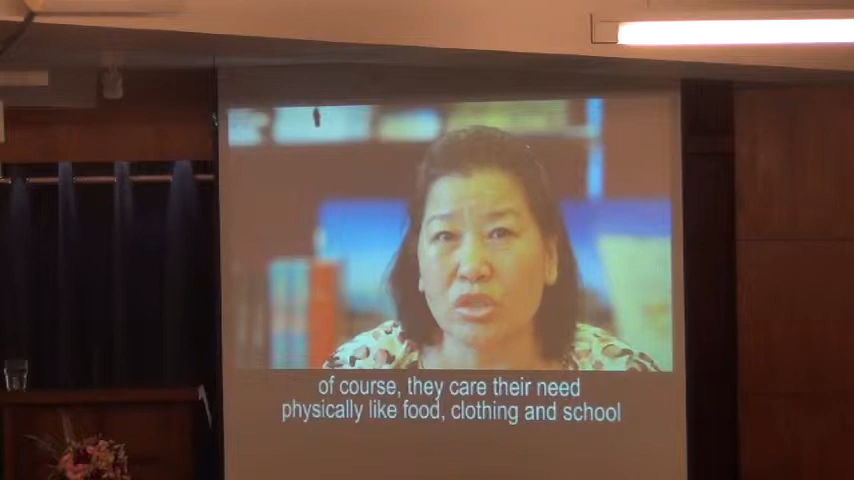 of course, they care their need
physically like food, clothing and school